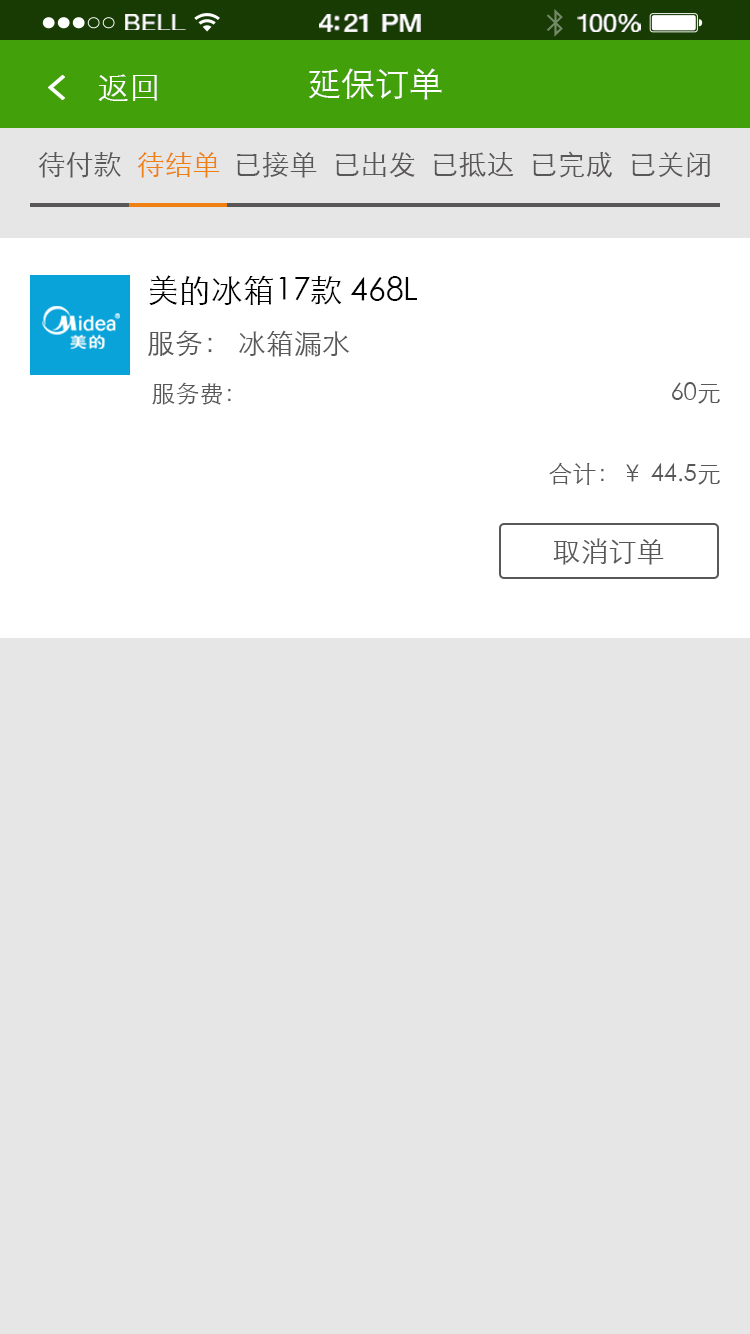 BELL 4:21 PM 100%
返回 延保订单
待付款 待结单 已接单 已出发 已抵达 已完成 已关闭
美的冰箱17款 468L
Midea®
美的
服务： 冰箱漏水
服务费： 60元
合计：￥ 44.5元
取消订单